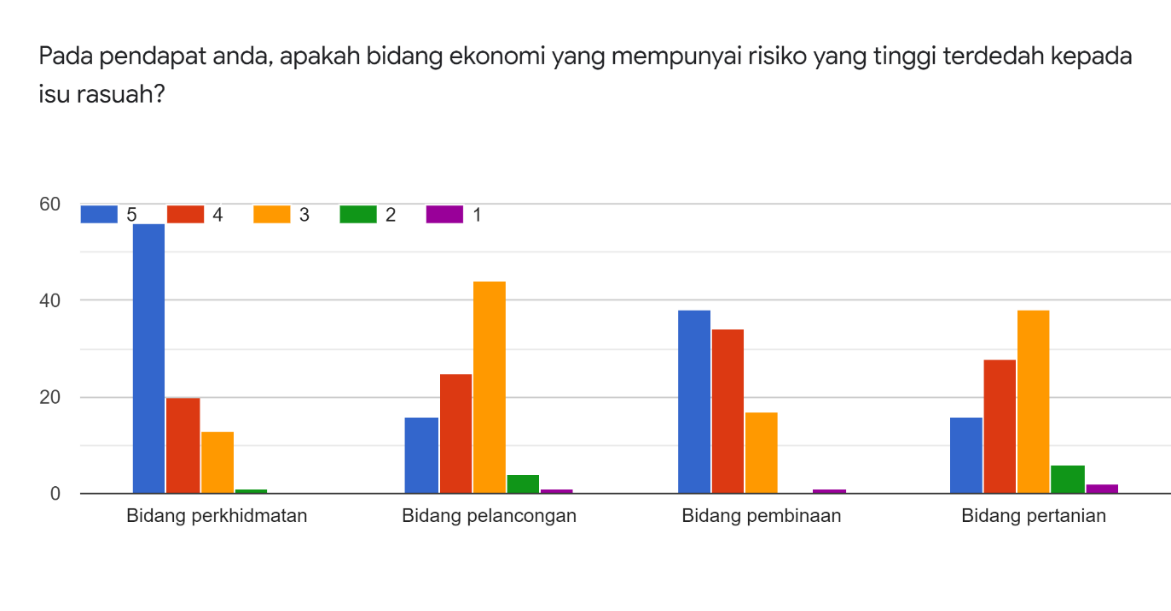 Pada pendapat anda, apakah bidang ekonomi yang mempunyai risiko yang tinggi terdedah kepada
isu rasuah?
60
5 4 3 2 1
40
20
0
Bidang perkhidmatan Bidang pelancongan Bidang pembinaan Bidang pertanian